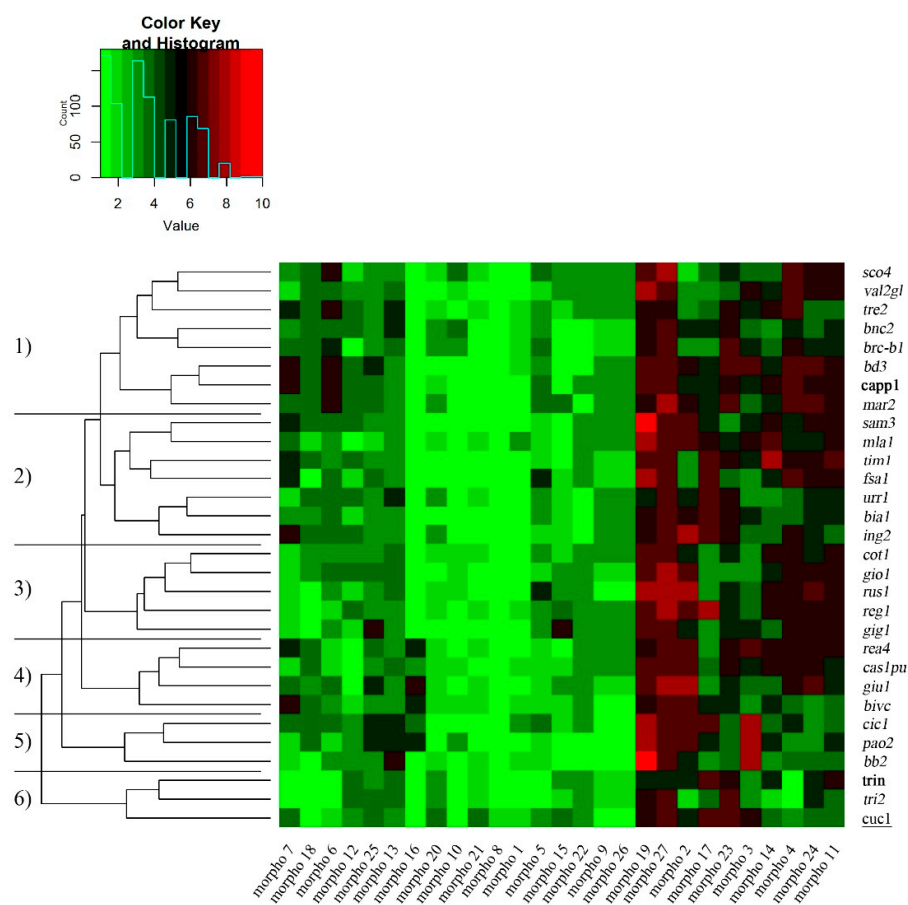 Color Key
and Histogram
Count
0
50
100
2
4
6
8
10
Value
1)
2)
3)
4)
5)
6)
sco4
val2gl
tre2
bnc2
brc-b1
bd3
capp1
mar2
sam3
mla1
tim1
fsa1
urr1
bia1
ing2
cot1
gio1
rus1
reg1
gig1
rea4
cas1pu
giu1
bivc
cic1
pao2
bb2
trin
tri2
cuc1
morpho 7
morpho 18
morpho 6
morpho 12
morpho 25
morpho 13
morpho 16
morpho 20
morpho 10
morpho 21
morpho 8
morpho 1
morpho 5
morpho 15
morpho 22
morpho 9
morpho 26
morpho 19
morpho 27
morpho 2
morpho 17
morpho 23
morpho 3
morpho 14
morpho 4
morpho 24
morpho 11